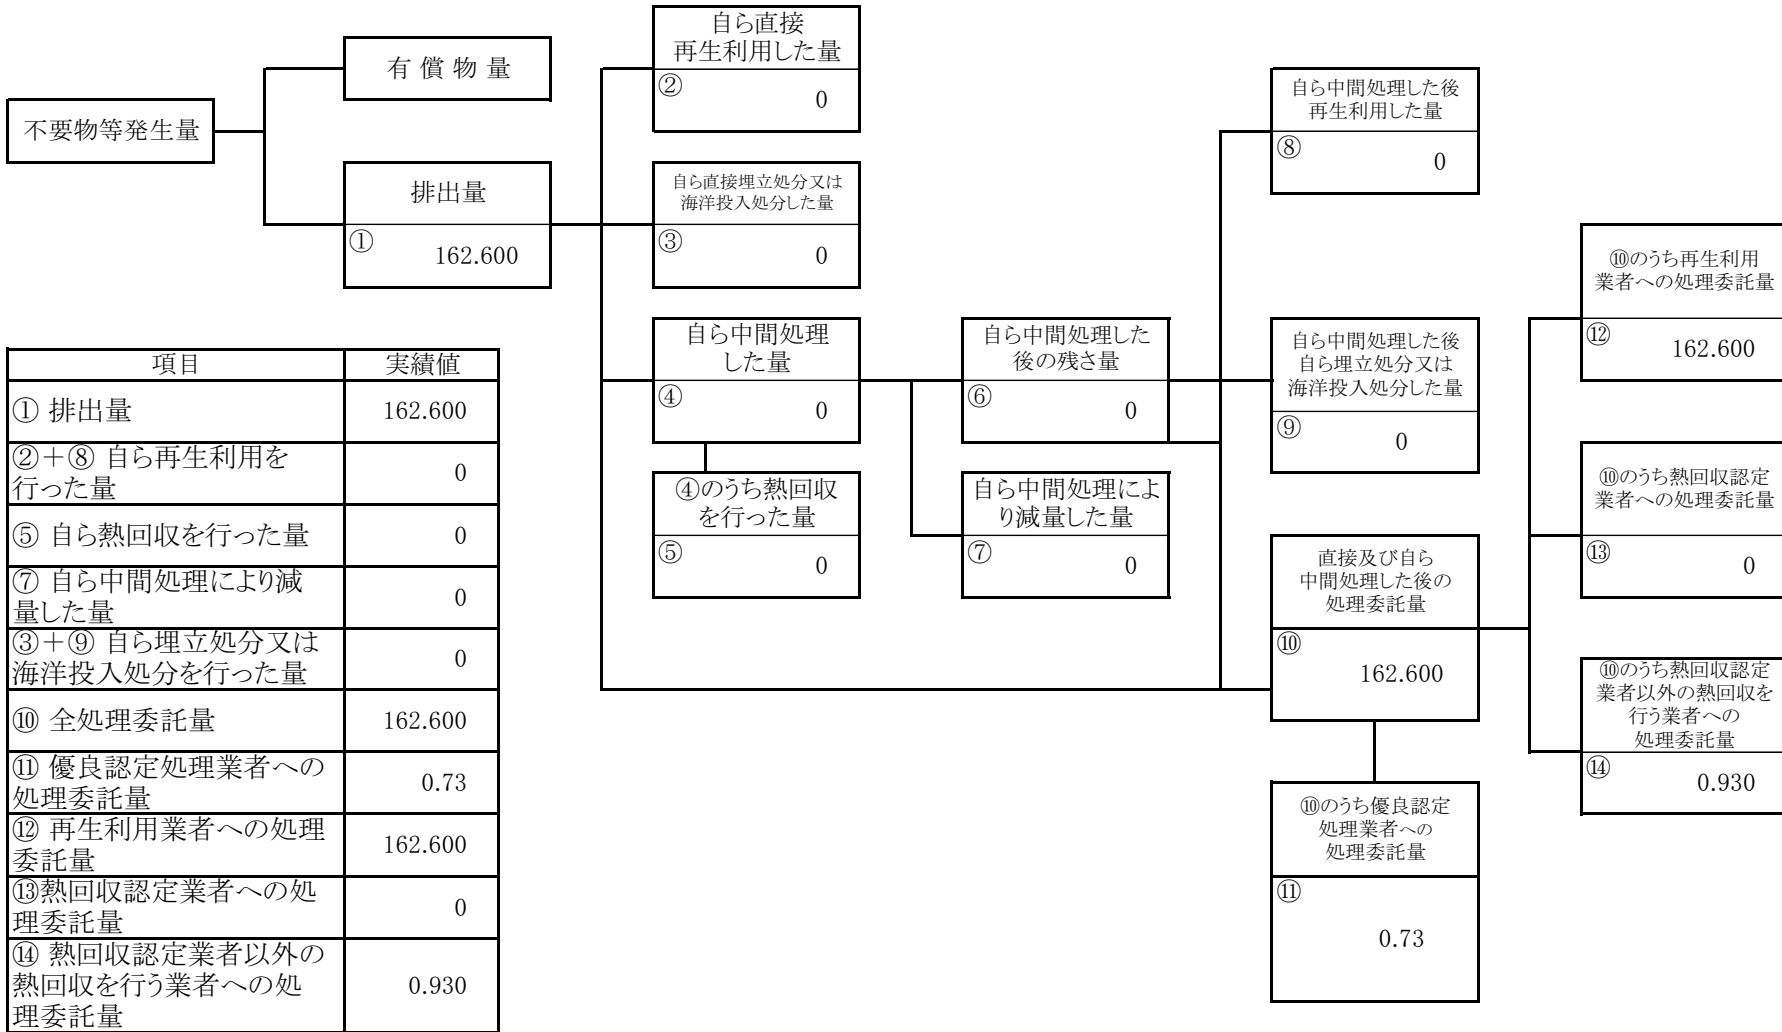 不要物等発生量
有 償 物 量
排出量
①
162.600
自ら直接
再生利用した量
②
0
自ら直接埋立処分又は
海洋投入処分した量
③
0
自ら中間処理
した量
④
0
④のうち熱回収
を行った量
⑤
0
自ら中間処理した
後の残さ量
⑥
0
自ら中間処理によ
り減量した量
⑦
0
自ら中間処理した後
再生利用した量
⑧
0
自ら中間処理した後
自ら埋立処分又は
海洋投入処分した量
⑨
0
直接及び自ら
中間処理した後の
処理委託量
⑩
162.600
⑩のうち優良認定
処理業者への
処理委託量
⑪
0.73
⑩のうち再生利用
業者への処理委託量
⑫
162.600
⑩のうち熱回収認定
業者への処理委託量
⑬
0
⑩のうち熱回収認定
業者以外の熱回収を
行う業者への
処理委託量
⑭
0.930
項目 実績値
① 排出量 162.600
②+⑧ 自ら再生利用を
行った量 0
⑤ 自ら熱回収を行った量 0
⑦ 自ら中間処理により減
量した量 0
③+⑨ 自ら埋立処分又は
海洋投入処分を行った量 0
⑩ 全処理委託量 162.600
⑪ 優良認定処理業者への
処理委託量 0.73
⑫ 再生利用業者への処理
委託量 162.600
⑬熱回収認定業者への処
理委託量 0
⑭ 熱回収認定業者以外の
熱回収を行う業者への処
理委託量 0.930